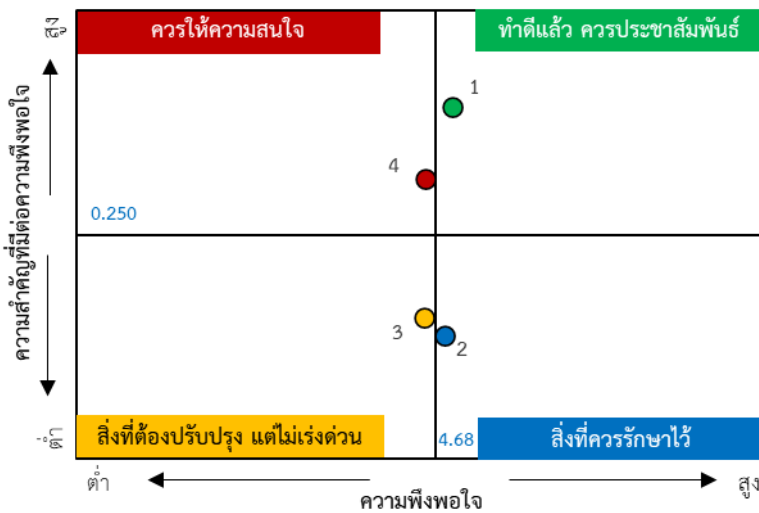 สูง
ควรให้ความสนใจ
ทำดีแล้ว ควรประชาสัมพันธ์
1
4
0.250
ความสำคัญที่มีต่อความพึงพอใจ
3
2
สิ่งที่ต้องปรับปรุง แต่ไม่เร่งด่วน
4.68
สิ่งที่ควรรักษาไว้
ต่ำ
ต่ำ
สูง
ความพึงพอใจ